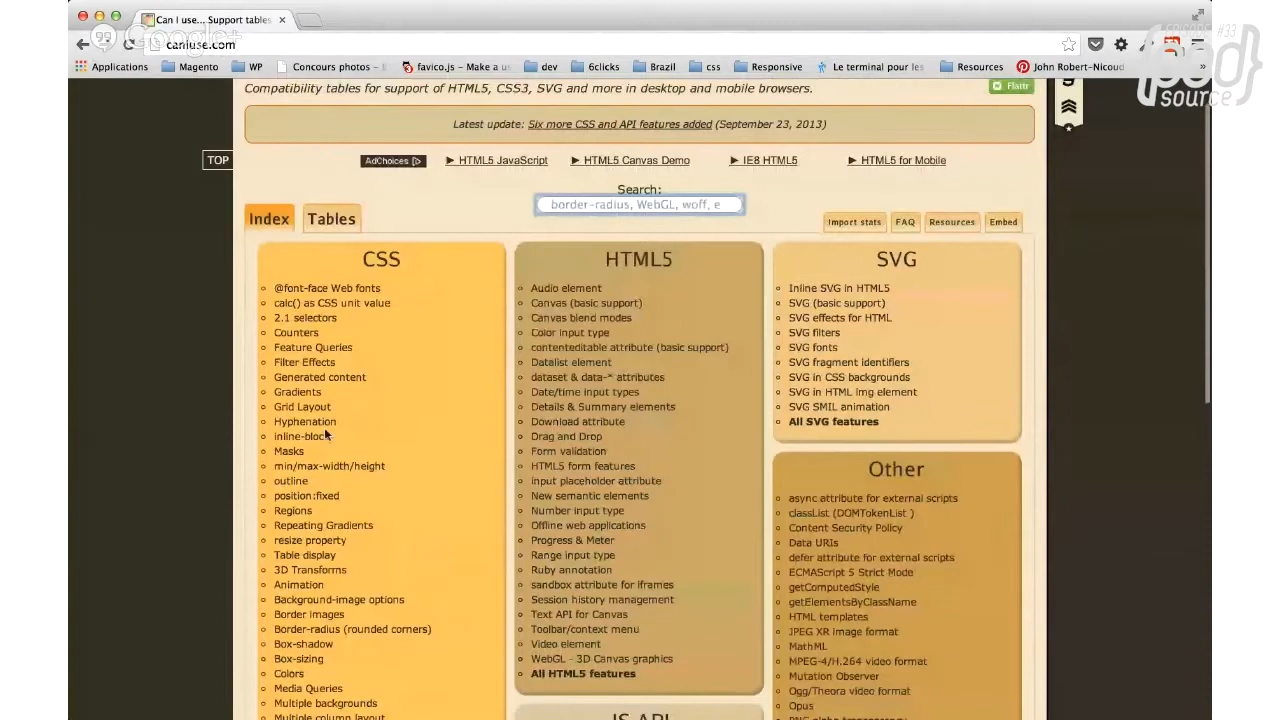 Can I use... Support tables
EPISODE #33
{pod}
source
Google+
caniuse.com
Applications
Magento
WP
Concours photos -
favico.js - Make a u
dev
6clicks
Brazil
css
Responsive
Le terminal pour les
Resources
John Robert-Nicoud
»
Compatibility tables for support of HTML5, CSS3, SVG and more in desktop and mobile browsers.
Flattr
Latest update: Six more CSS and API features added (September 23, 2013)
TOP
AdChoices
► HTML5 JavaScript
► HTML5 Canvas Demo
► IE8 HTML5
► HTML5 for Mobile
Search:
border-radius, WebGL, woff, e
Index
Tables
Import stats
FAQ
Resources
Embed
CSS
@font-face Web fonts
calc() as CSS unit value
2.1 selectors
Counters
Feature Queries
Filter Effects
Generated content
Gradients
Grid Layout
Hyphenation
inline-block
Masks
min/max-width/height
outline
position:fixed
Regions
Repeating Gradients
resize property
Table display
3D Transforms
Animation
Background-image options
Border images
Border-radius (rounded corners)
Box-shadow
Box-sizing
Colors
Media Queries
Multiple backgrounds
Multiple column layout
HTML5
Audio element
Canvas (basic support)
Canvas blend modes
Color input type
contenteditable attribute (basic support)
Datalist element
dataset & data-* attributes
Date/time input types
Details & Summary elements
Download attribute
Drag and Drop
Form validation
HTML5 form features
input placeholder attribute
New semantic elements
Number input type
Offline web applications
Progress & Meter
Range input type
Ruby annotation
sandbox attribute for iframes
Session history management
Text API for Canvas
Toolbar/context menu
Video element
WebGL - 3D Canvas graphics
All HTML5 features
JS API
SVG
Inline SVG in HTML5
SVG (basic support)
SVG effects for HTML
SVG filters
SVG fonts
SVG fragment identifiers
SVG in CSS backgrounds
SVG in HTML img element
SVG SMIL animation
All SVG features
Other
async attribute for external scripts
classList (DOMTokenList )
Content Security Policy
Data URIs
defer attribute for external scripts
ECMAScript 5 Strict Mode
getComputedStyle
getElementsByClassName
HTML templates
JPEG XR image format
MathML
MPEG-4/H.264 video format
Mutation Observer
Ogg/Theora video format
Opus
PNG alpha transparency